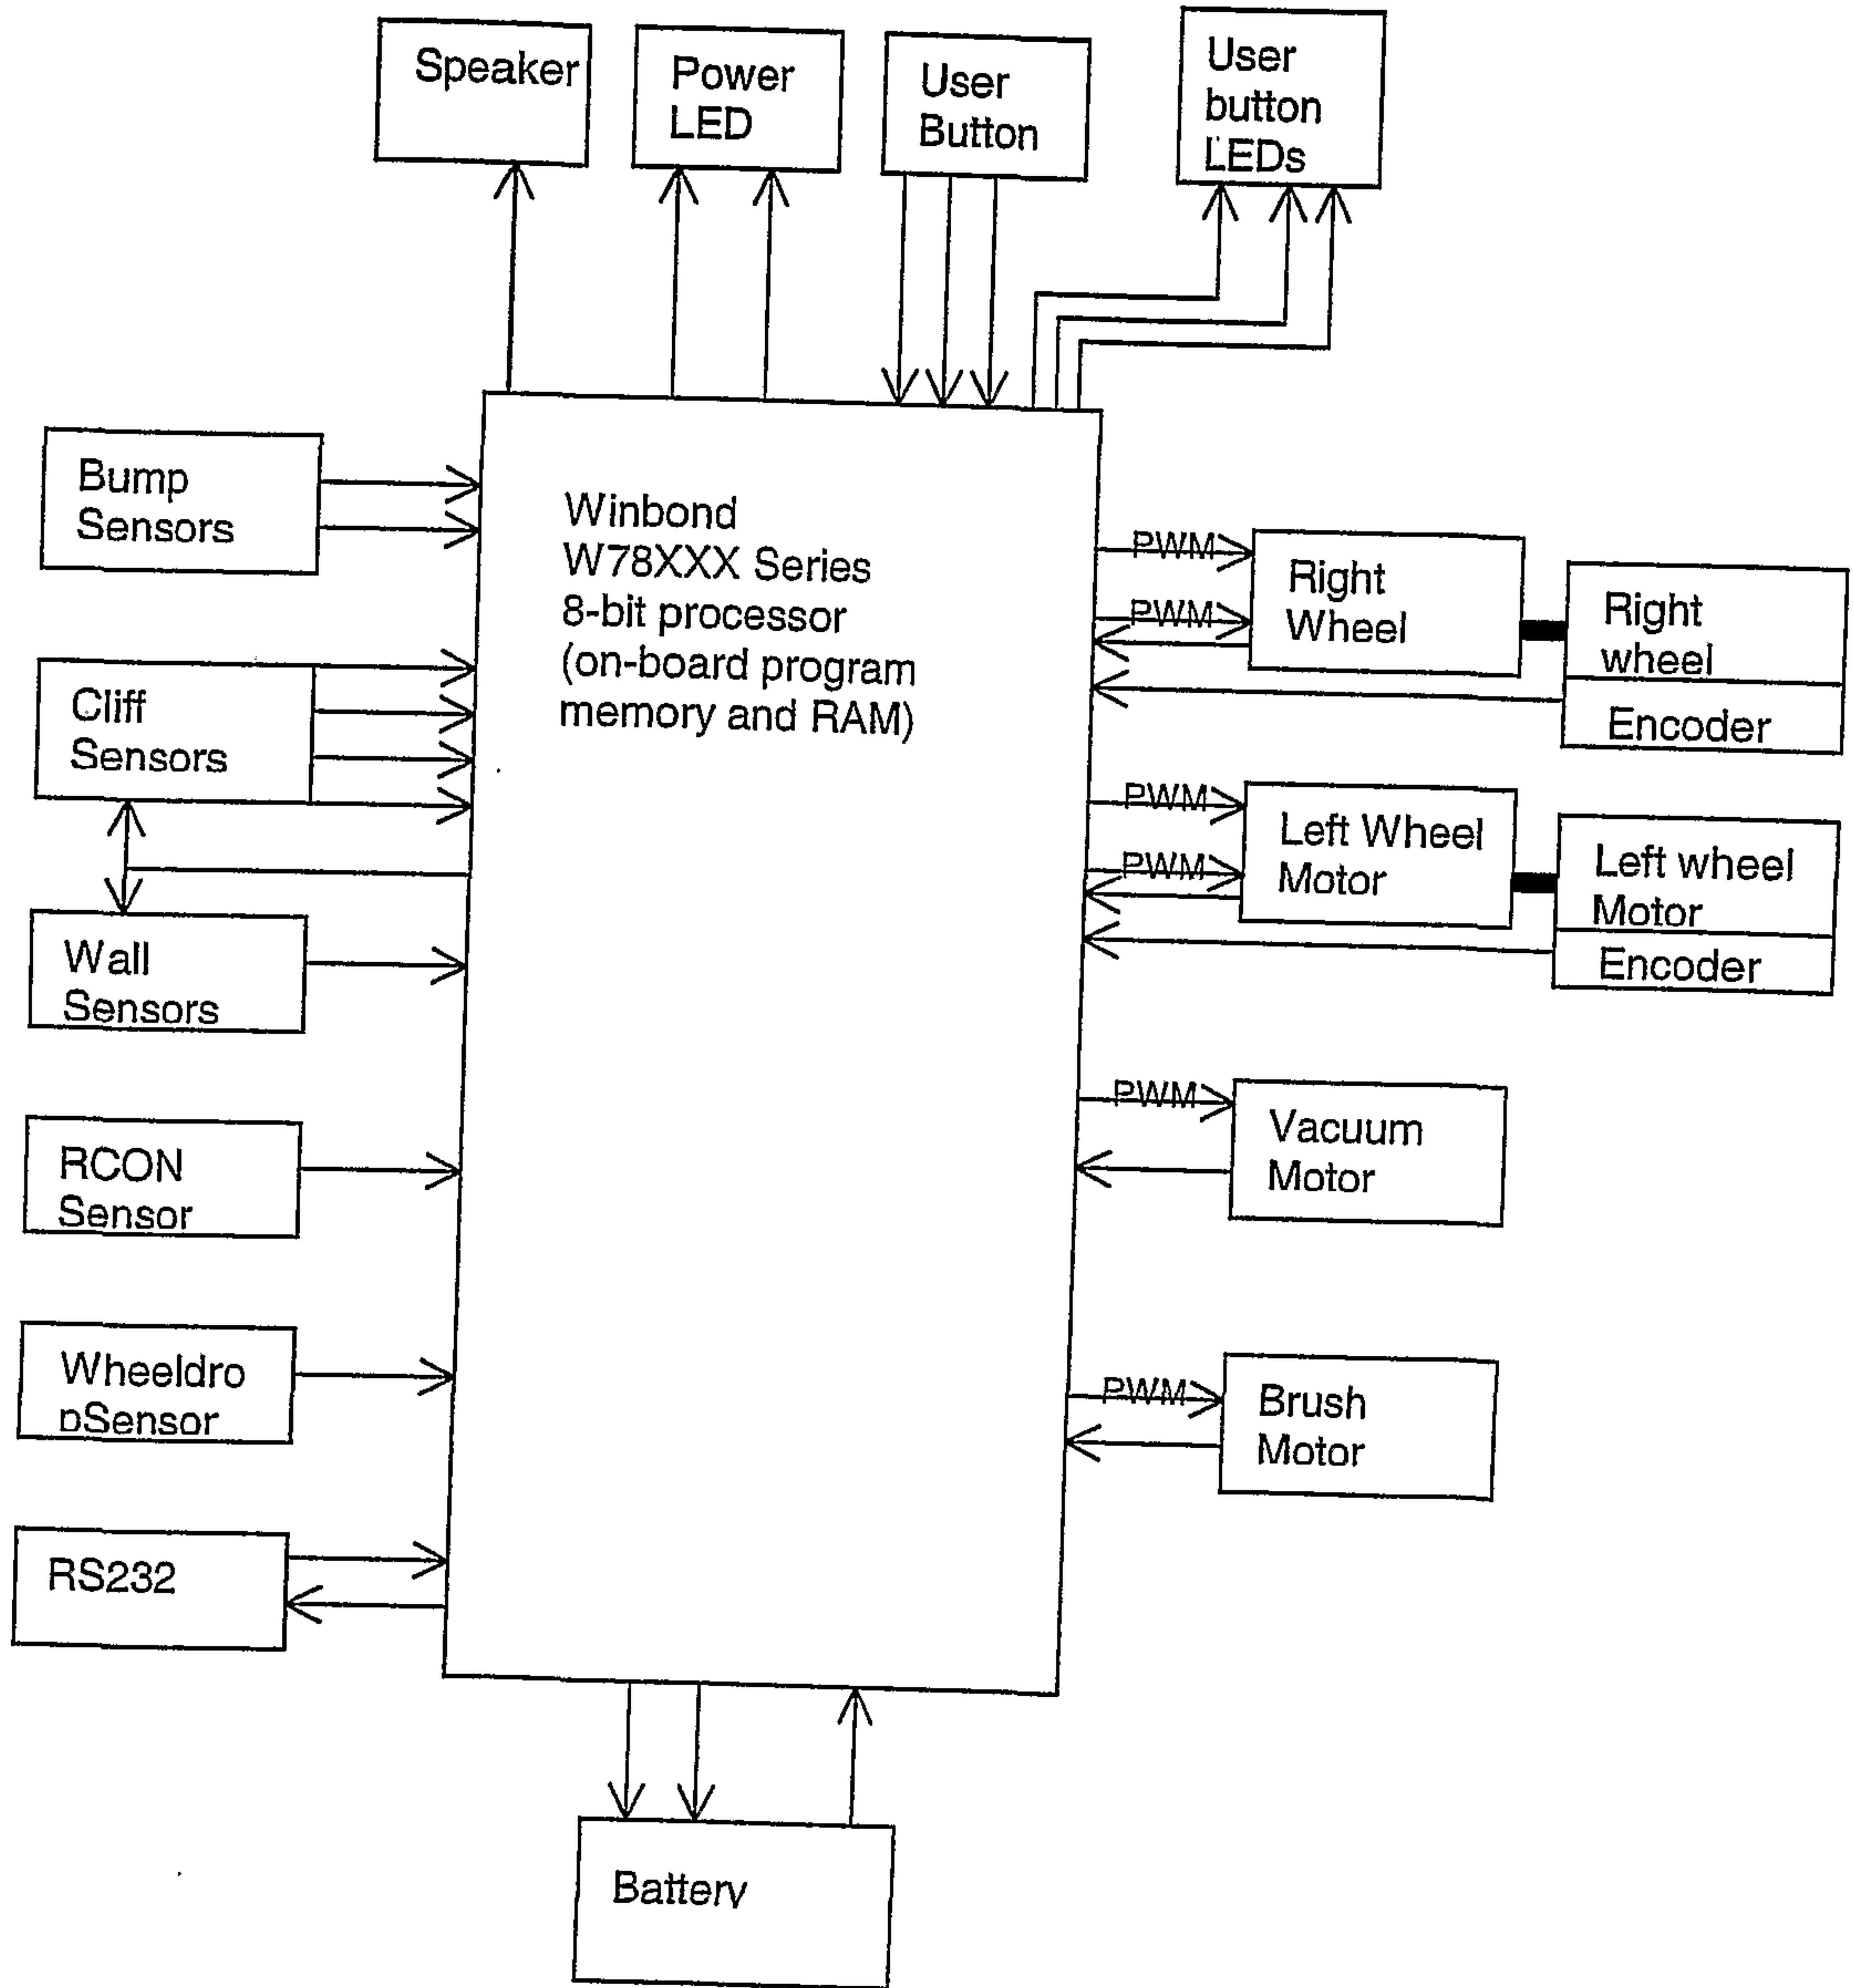 Speaker
Power
LED
User
Button
User
button
LEDs
Bump
Sensors
Winbond
W78XXX Series
8-bit processor
(on-board program
memory and RAM)
Cliff
Sensors
Wall
Sensors
RCON
Sensor
Wheeldro
pSensor
RS232
PWM
PWM
Right
Wheel
Right
wheel
Encoder
PWM
PWM
Left Wheel
Motor
Left wheel
Motor
Encoder
PWM
Vacuum
Motor
PWM
Brush
Motor
Battery